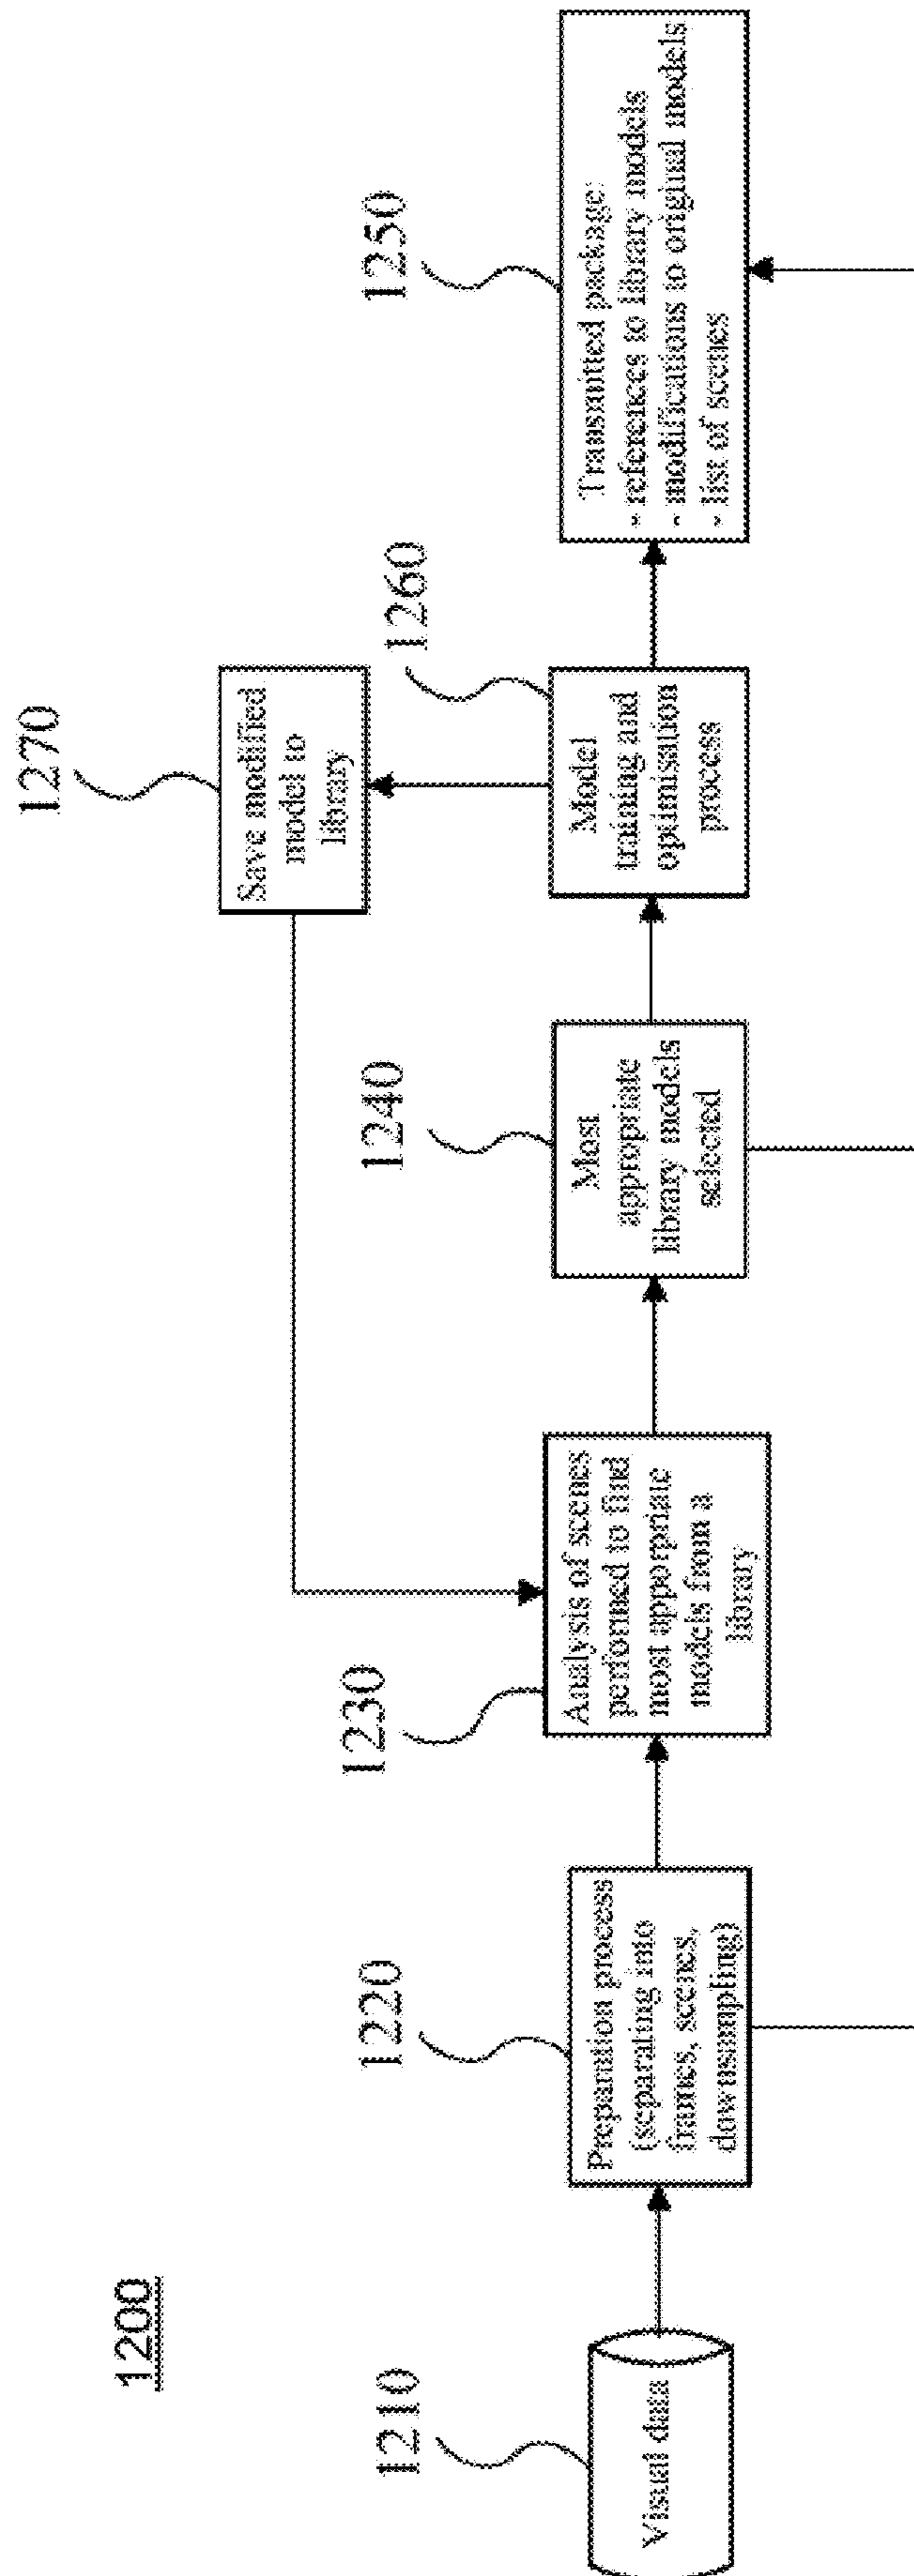 1200
1210
Visual data
1220
Preparation process
(separating into
frames, scenes,
downsampling)
1230
Analysis of scenes
performed to find
most appropriate
models from a
library
1240
Most
appropriate
library models
selected
1260
Model
training and
optimisation
process
1270
Save modified
model to
library
1250
Transmitted package:
- references to library models
- modifications to original models
- list of scenes